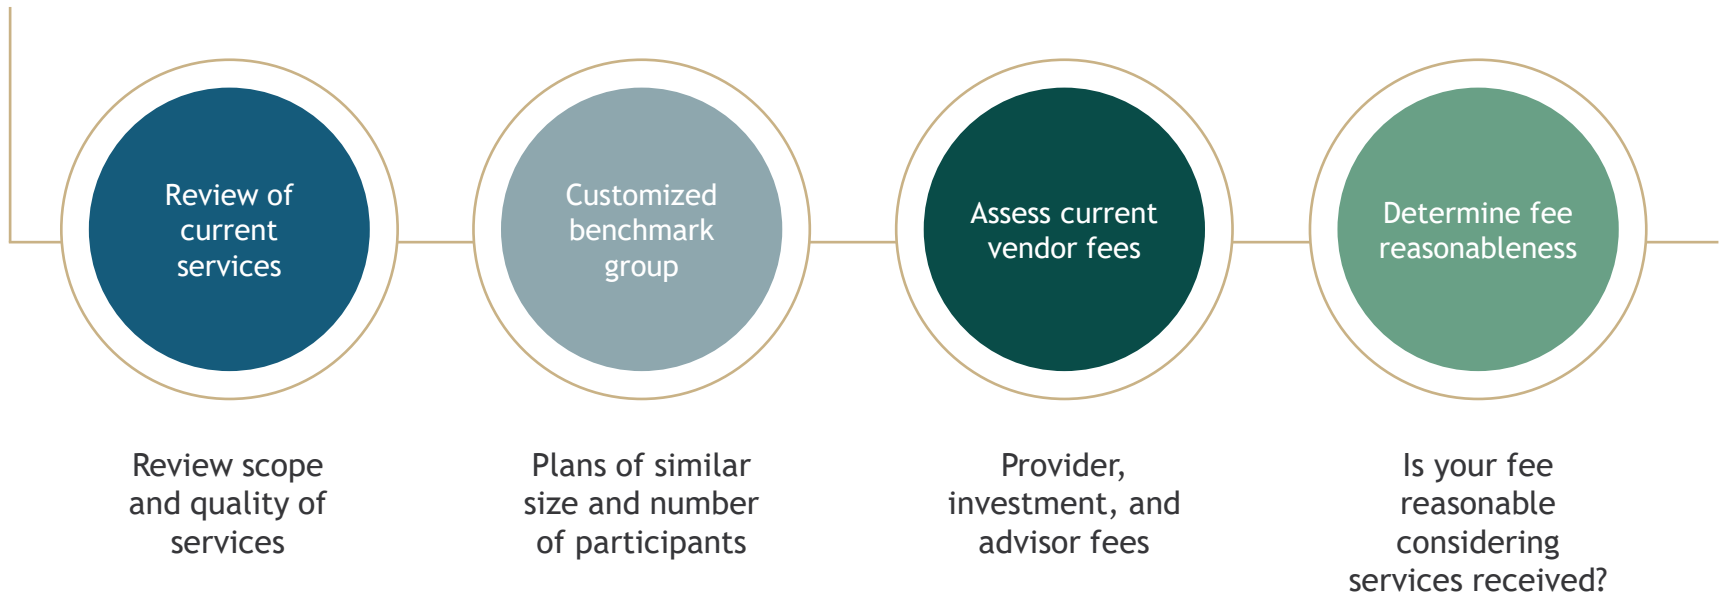 Review of
current
services
Customized
benchmark
group
Assess current
vendor fees
Determine fee
reasonableness
Review scope
and quality of
services
Plans of similar
size and number
of participants
Provider,
investment, and
advisor fees
Is your fee
reasonable
considering
services received?